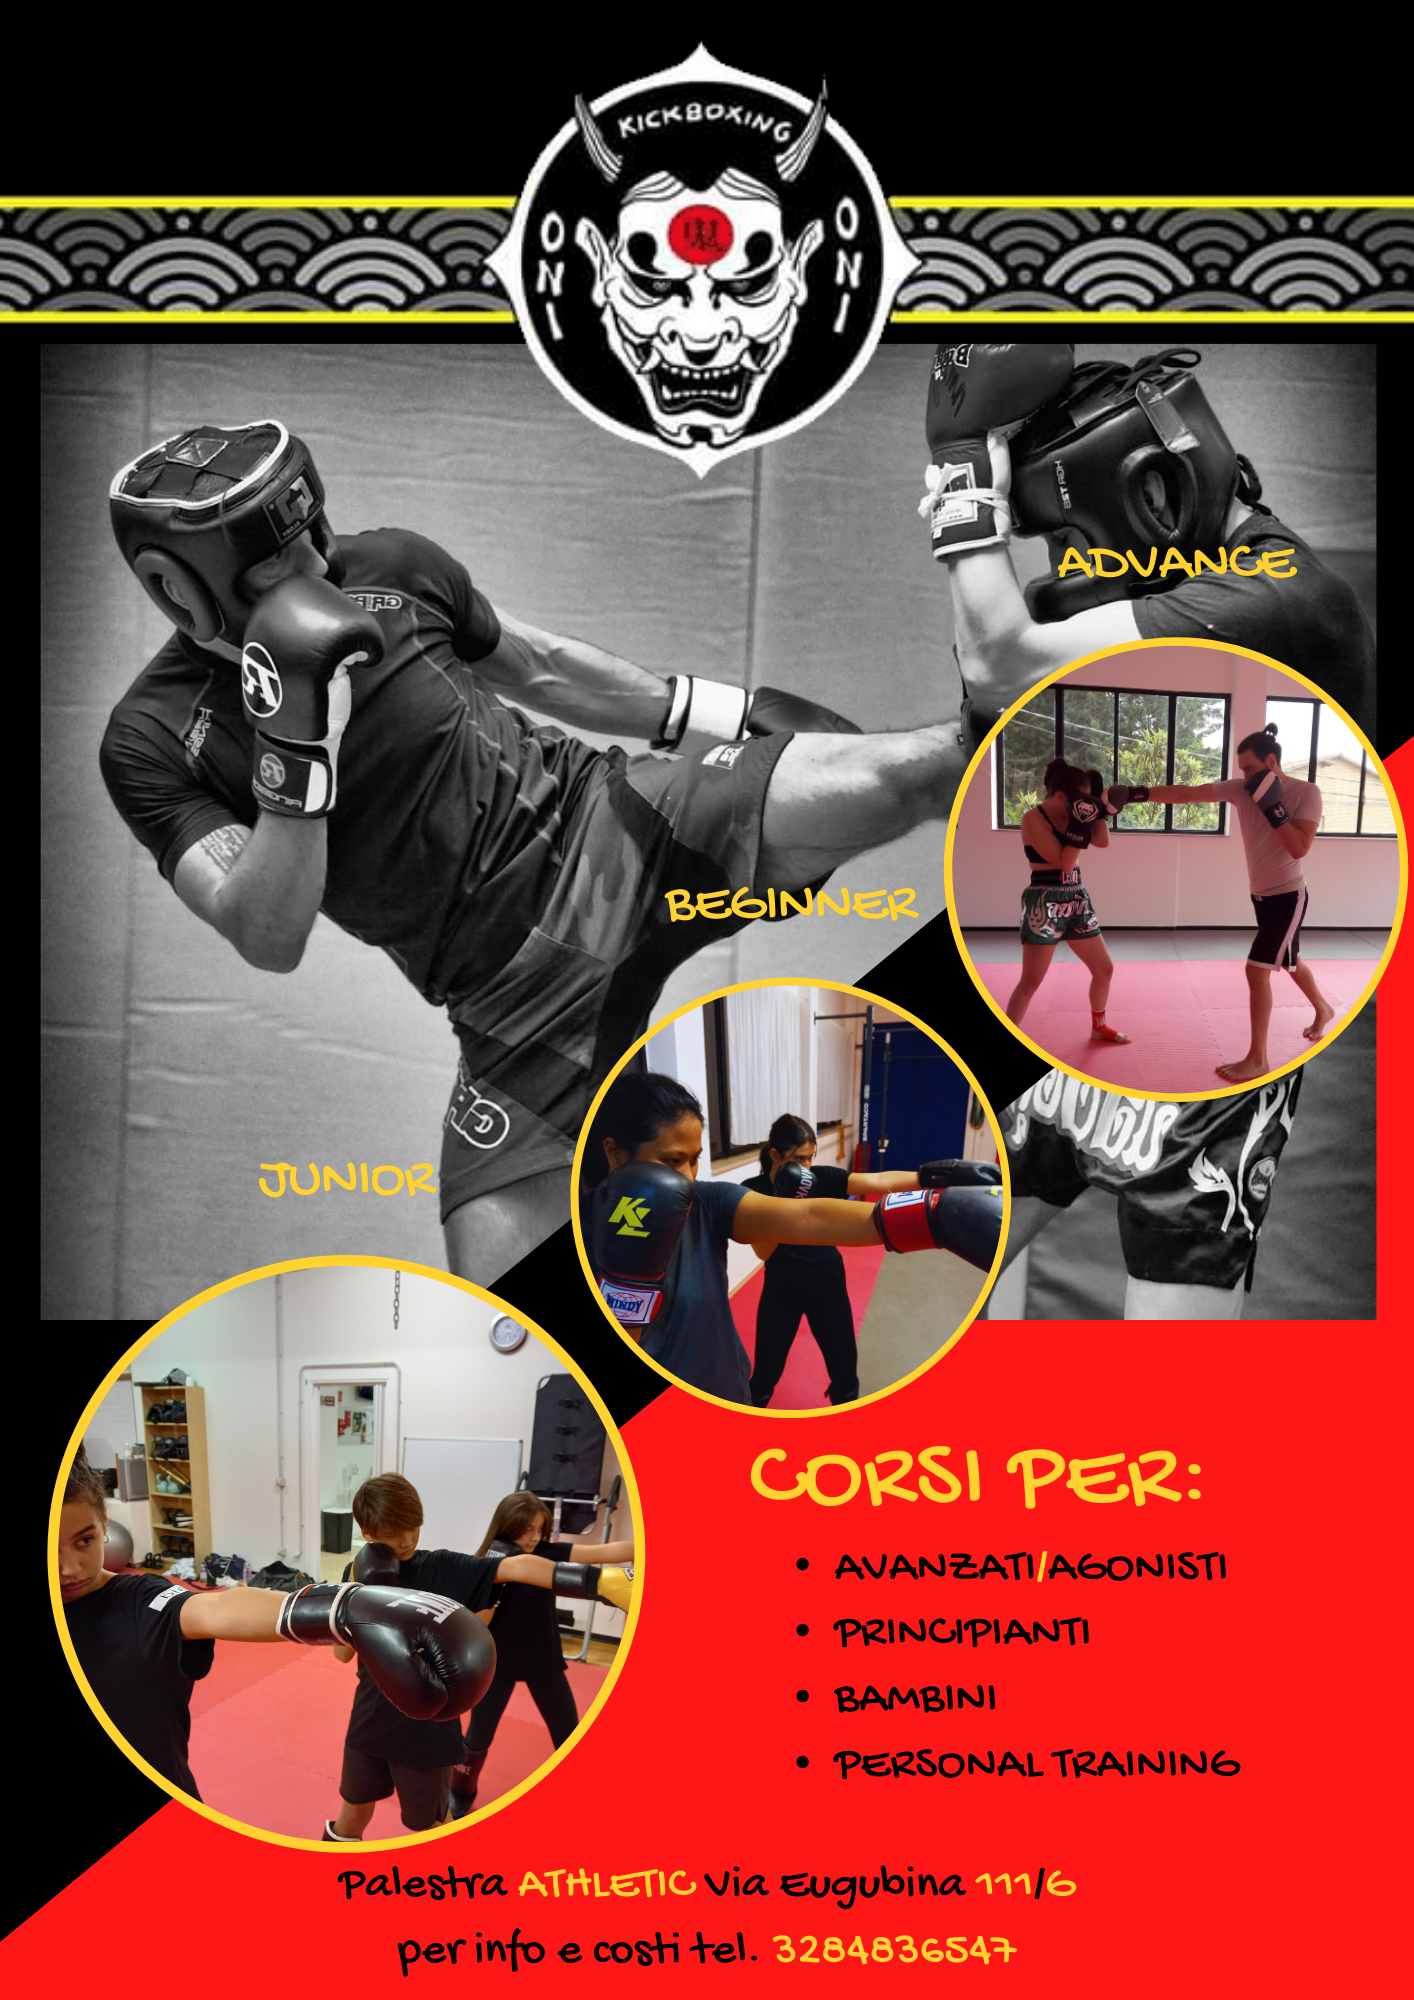 KICKBOXING
ONI
ONI
ADVANCE
BEGINNER
JUNIOR
WINDY
CORSI PER:
• AVANZATI/AGONISTI
• PRINCIPIANTI
• BAMBINI
• PERSONAL TRAINING
Palestra ATHLETIC Via Eugubina 111/6
per info e costi tel. 3284836547